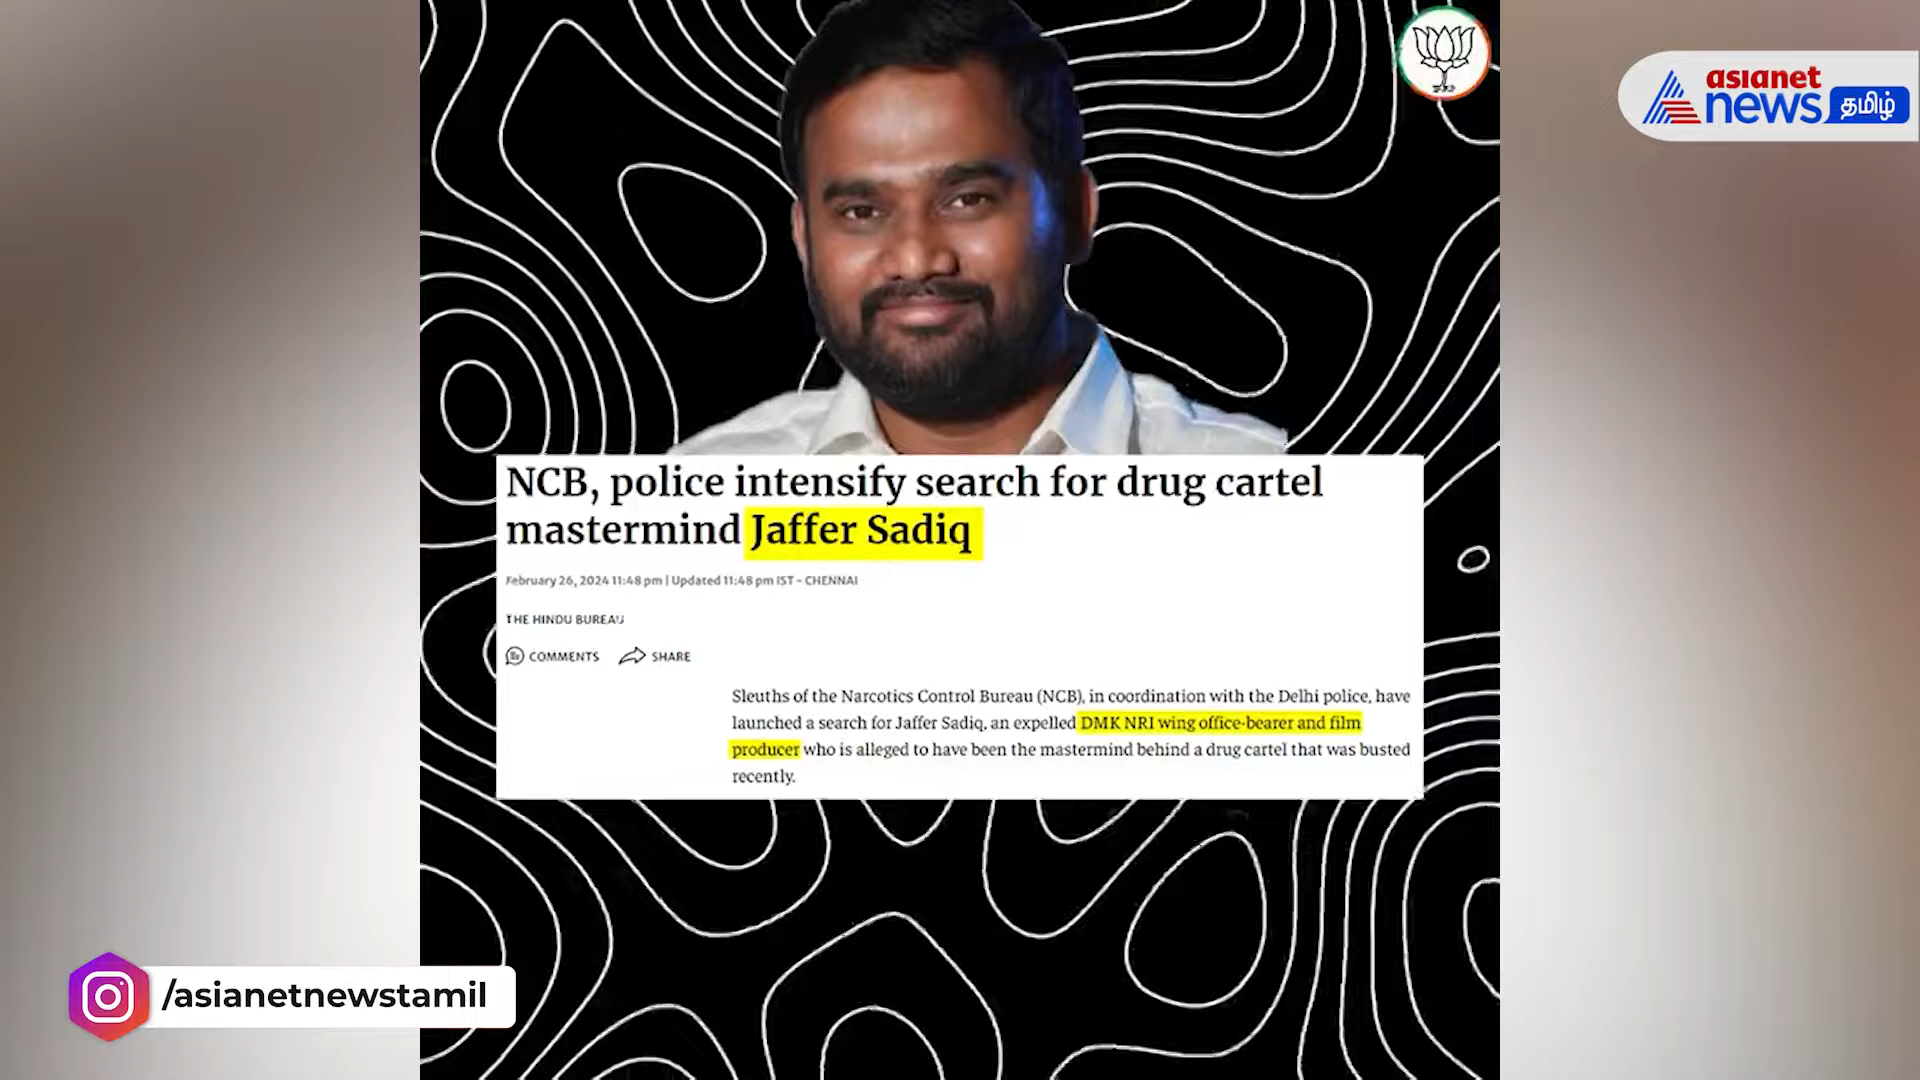 asianet
news தமிழ்
NCB, police intensify search for drug cartel
mastermind Jaffer Sadiq
February 26, 2024 11:48 pm | Updated 11:48 pm IST - CHENNAI
THE HINDU BUREAU
COMMENTS SHARE
Sleuths of the Narcotics Control Bureau (NCB), in coordination with the Delhi police, have
launched a search for Jaffer Sadiq, an expelled DMK NRI wing office-bearer and film
producer who is alleged to have been the mastermind behind a drug cartel that was busted
recently.
/asianetnewstamil